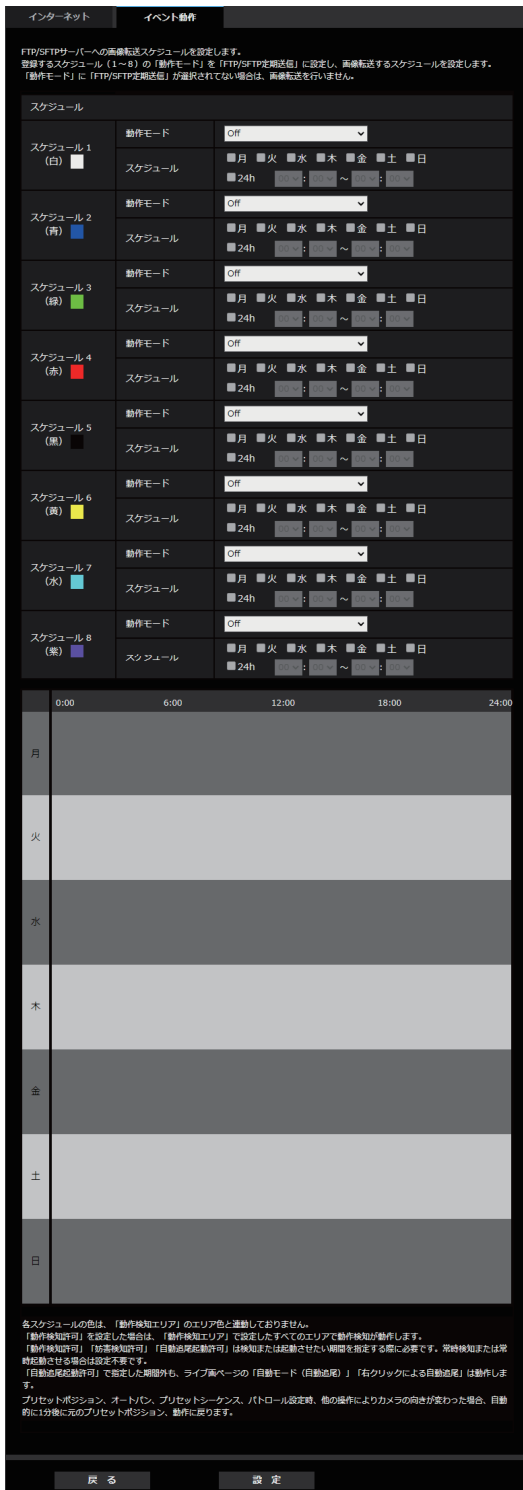 インターネット イベント動作
FTP/SFTPサーバーへの画像転送スケジュールを設定します。
登録するスケジュール（1～8）の「動作モード」を「FTP/SFTP定期送信」に設定し、画像転送するスケジュールを設定します。
「動作モード」に「FTP/SFTP定期送信」が選択されてない場合は、画像転送を行いません。
スケジュール
スケジュール 1
（白）
動作モード Off
スケジュール 月 火 水 木 金 土 日
24h 00 : 00 ～ 00 : 00
スケジュール 2
（青）
動作モード Off
スケジュール 月 火 水 木 金 土 日
24h 00 : 00 ～ 00 : 00
スケジュール 3
（緑）
動作モード Off
スケジュール 月 火 水 木 金 土 日
24h 00 : 00 ～ 00 : 00
スケジュール 4
（赤）
動作モード Off
スケジュール 月 火 水 木 金 土 日
24h 00 : 00 ～ 00 : 00
スケジュール 5
（黒）
動作モード Off
スケジュール 月 火 水 木 金 土 日
24h 00 : 00 ～ 00 : 00
スケジュール 6
（黄）
動作モード Off
スケジュール 月 火 水 木 金 土 日
24h 00 : 00 ～ 00 : 00
スケジュール 7
（水）
動作モード Off
スケジュール 月 火 水 木 金 土 日
24h 00 : 00 ～ 00 : 00
スケジュール 8
（紫）
動作モード Off
スケジュール 月 火 水 木 金 土 日
24h 00 : 00 ～ 00 : 00
0:00 6:00 12:00 18:00 24:00
月
火
水
木
金
土
日
各スケジュールの色は、「動作検知エリア」のエリア色と連動しておりません。
「動作検知許可」を設定した場合は、「動作検知エリア」で設定したすべてのエリアで動作検知が動作します。
「動作検知許可」「妨害検知許可」「自動追尾起動許可」は検知または起動させたい期間を指定する際に必要です。常時検知または常
時起動させる場合は設定不要です。
「自動追尾起動許可」で指定した期間外も、ライブ画ページの「自動モード（自動追尾）」「右クリックによる自動追尾」は動作しま
す。
プリセットポジション、オートパン、プリセットシーケンス、パトロール設定時、他の操作によりカメラの向きが変わった場合、自動
的に1分後に元のプリセットポジション、動作に戻ります。
戻る 設定